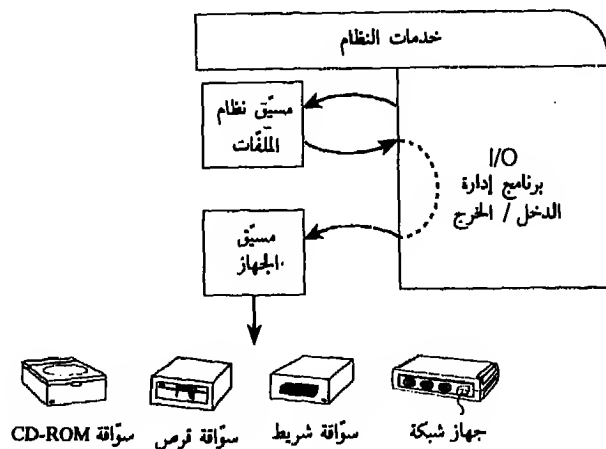 خدمات النظام
مسيّق نظام
الملفّات
I/O
برنامج إدارة
الدخل / الخرج
مسيّق
الجهاز
جهاز شبكة
سوّاقة شريط
سوّاقة قرص
سوّاقة CD-ROM